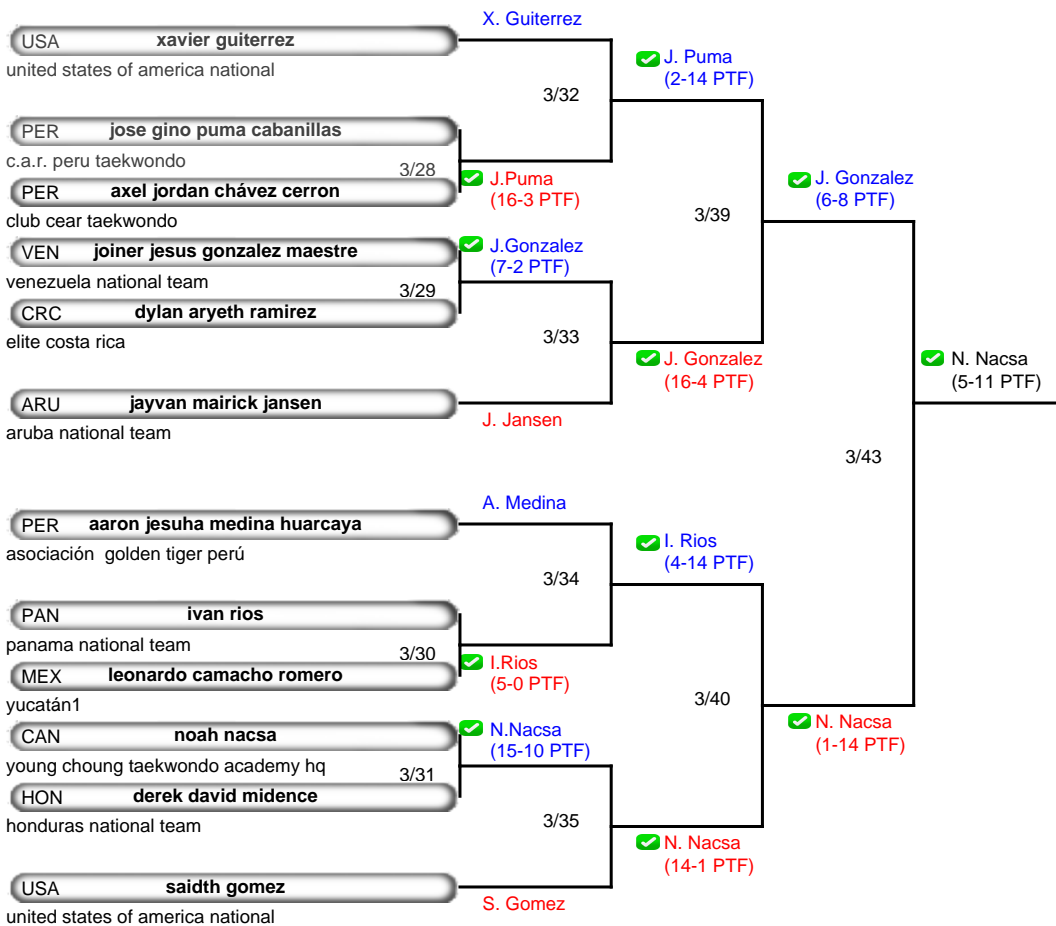 X. Guiterrez
USA xavier guiterrez
united states of america national
J. Puma
(2-14 PTF)
3/32
PER jose gino puma cabanillas
c.a.r. peru taekwondo
3/28
J.Puma
(16-3 PTF)
PER axel jordan chávez cerron
club cear taekwondo
J. Gonzalez
(6-8 PTF)
3/39
VEN joiner jesus gonzalez maestre
venezuela national team
J.Gonzalez
(7-2 PTF)
3/29
CRC dylan aryeth ramirez
elite costa rica
3/33
J. Gonzalez
(16-4 PTF)
N. Nacsa
(5-11 PTF)
ARU jayvan mairick jansen
aruba national team
J. Jansen
3/43
A. Medina
PER aaron jesuha medina huarcaya
asociación  golden tiger perú
I. Rios
(4-14 PTF)
3/34
PAN ivan rios
panama national team
3/30
I.Rios
(5-0 PTF)
MEX leonardo camacho romero
yucatán1
3/40
N. Nacsa
(1-14 PTF)
CAN noah nacsa
young choung taekwondo academy hq
N.Nacsa
(15-10 PTF)
3/31
HON derek david midence
honduras national team
3/35
N. Nacsa
(14-1 PTF)
USA saidth gomez
united states of america national
S. Gomez